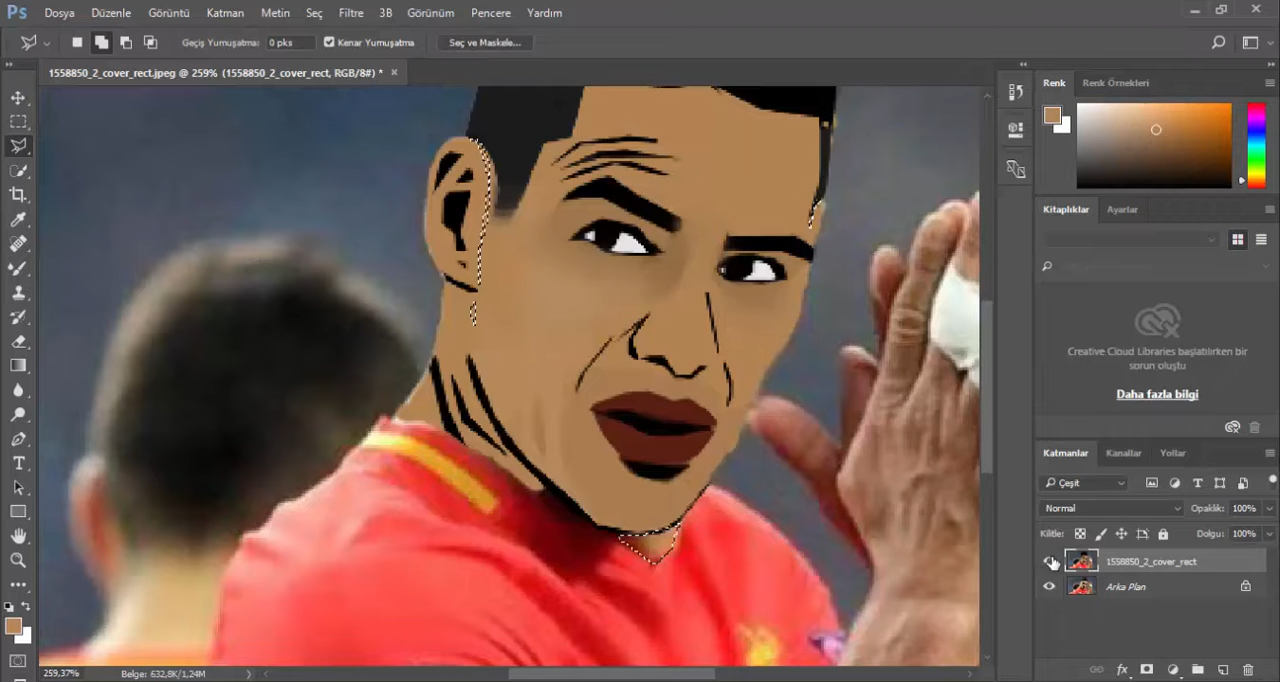 Ps Dosya Düzenle Görüntü Katman Metin Seç Filtre 3B Görünüm Pencere Yardım
Geçiş Yumuşatma: 0 pks Kenar Yumuşatma Seç ve Maskele...
1558850_2_cover_rect.jpeg @ 259% (1558850_2_cover_rect, RGB/8#) *
Renk Renk Örnekleri
Kitaplıklar Ayarlar
Creative Cloud Libraries başlatılırken bir
sorun oluştu
Daha fazla bilgi
Katmanlar Kanallar Yollar
Çeşit
Normal Opaklık: 100%
Kilitle: Dolgu: 100%
1558850_2_cover_rect
Arka Plan
259,37% Belge: 632,8K/1,24M